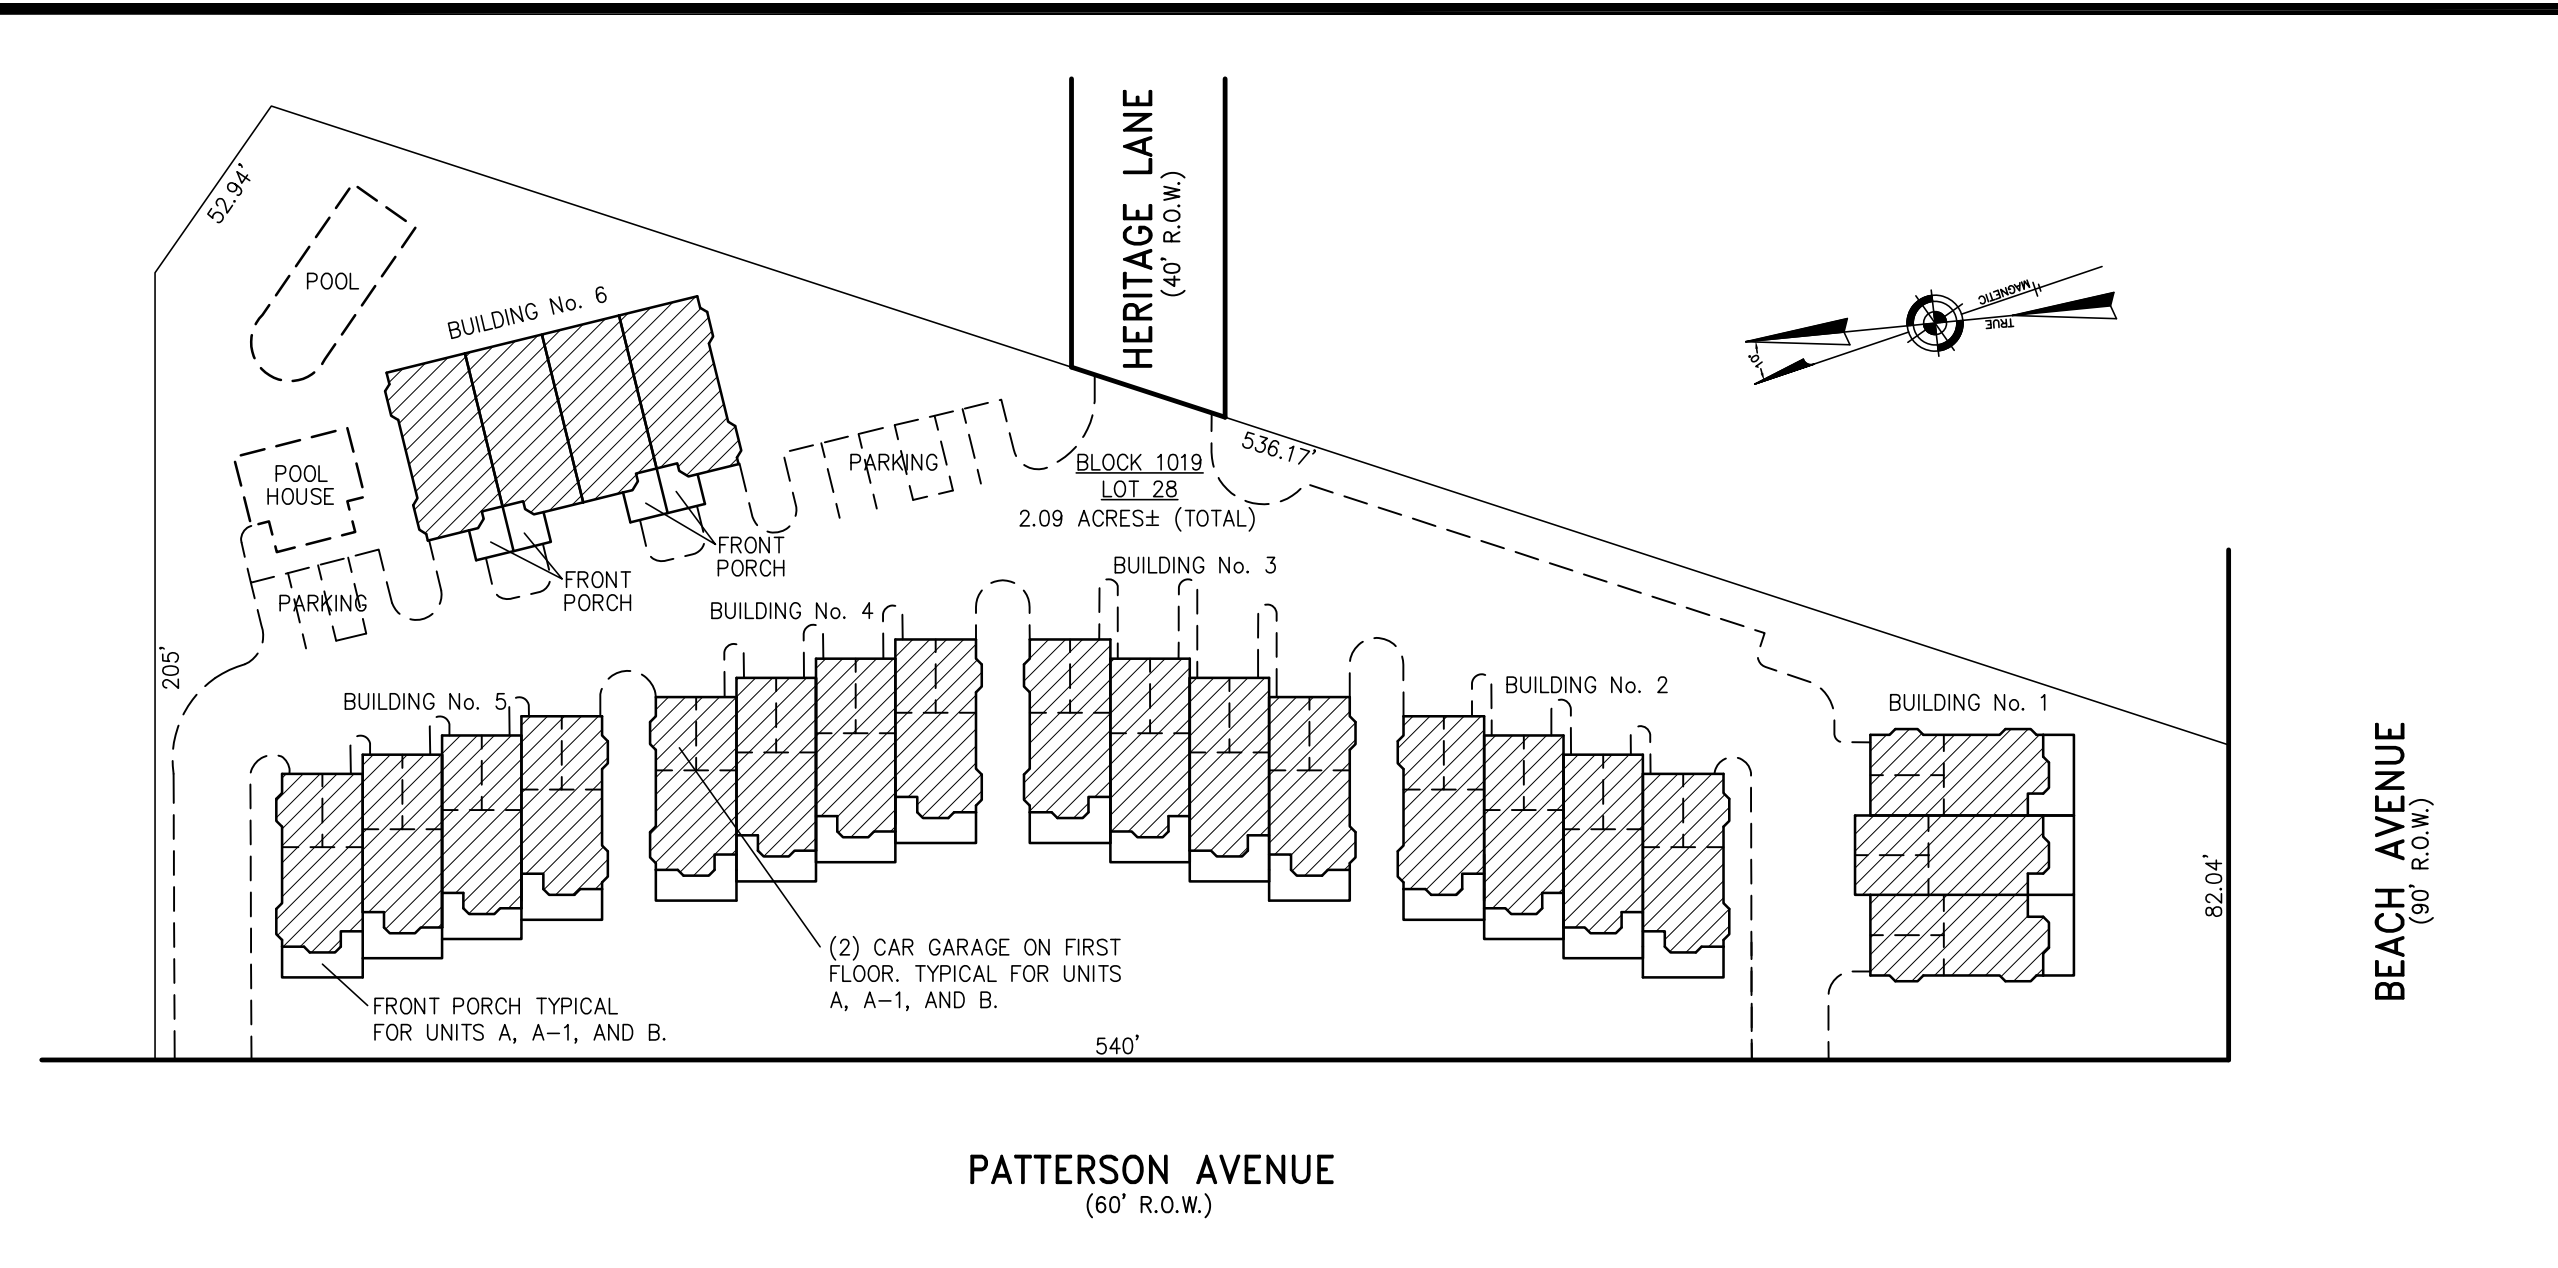 HERITAGE LANE
(40' R.O.W.)
52.94'
POOL
BUILDING No. 6
MAGNETIC
TRUE
10°
536.17'
PARKING
BLOCK 1019
LOT 28
2.09 ACRES± (TOTAL)
POOL
HOUSE
FRONT
PORCH
FRONT
PORCH
PARKING
BUILDING No. 3
BUILDING No. 4
205'
BUILDING No. 5
BUILDING No. 2
BUILDING No. 1
82.04'
BEACH AVENUE
(90' R.O.W.)
(2) CAR GARAGE ON FIRST
FLOOR. TYPICAL FOR UNITS
A, A-1, AND B.
FRONT PORCH TYPICAL
FOR UNITS A, A-1, AND B.
540'
PATTERSON AVENUE
(60' R.O.W.)